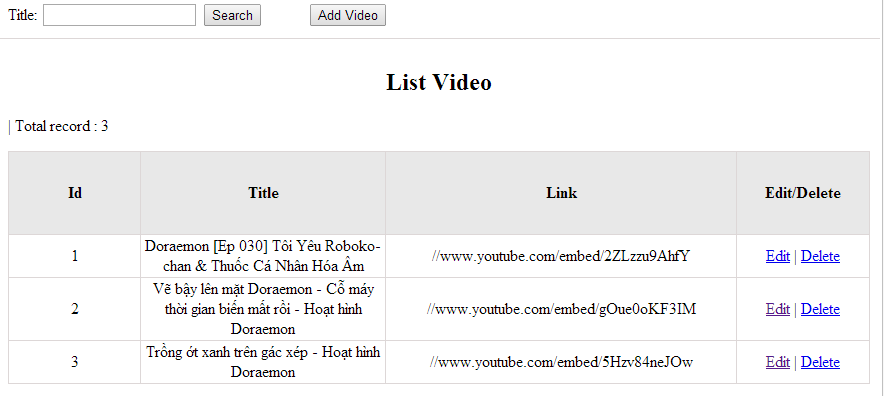 Title: Search Add Video
List Video
| Total record : 3
Id Title Link Edit/Delete
1 Doraemon [Ep 030] Tôi Yêu Roboko-
chan & Thuốc Cá Nhân Hóa Âm //www.youtube.com/embed/2ZLzzu9AhfY Edit | Delete
2 Vẽ bậy lên mặt Doraemon - Cỗ máy
thời gian biến mất rồi - Hoạt hình
Doraemon //www.youtube.com/embed/gOue0oKF3IM Edit | Delete
3 Trồng ớt xanh trên gác xép - Hoạt hình
Doraemon //www.youtube.com/embed/5Hzv84neJOw Edit | Delete